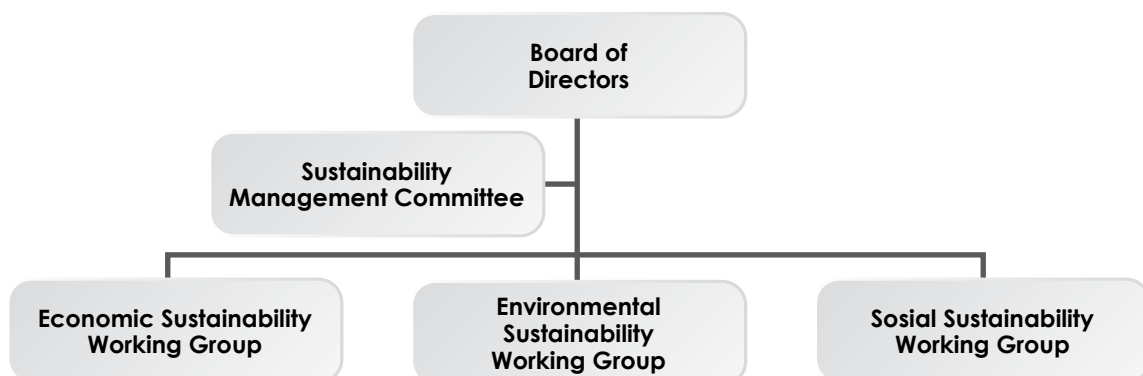 Board of
Directors
Sustainability
Management Committee
Economic Sustainability
Working Group
Environmental
Sustainability
Working Group
Sosial Sustainability
Working Group